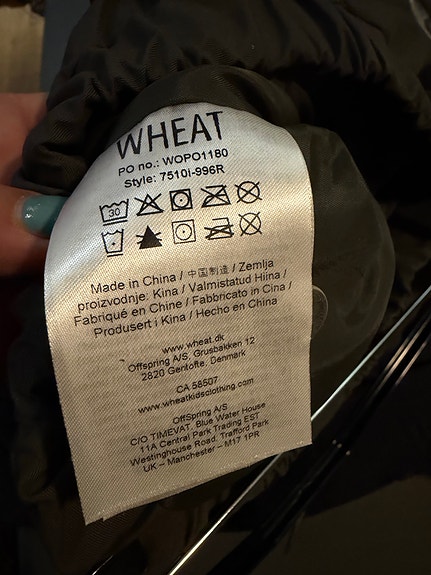 WHEAT
PO no.: WOPO1180
Style: 7510i-996R
30
Made in China / 中国制造 / Zemlja
proizvodnje: Kina / Valmistatud Hiina /
Fabriqué en Chine / Fabbricato in Cina /
Produsert i Kina / Hecho en China
www.wheat.dk
Offspring A/S, Grusbakken 12
2820 Gentofte, Denmark
CA 58507
www.wheatkidsclothing.com
OffSpring A/S
C/O TIMEVAT. Blue Water House
11A Central Park Trading EST
Westinghouse Road, Trafford Park
UK – Manchester – M17 1PR